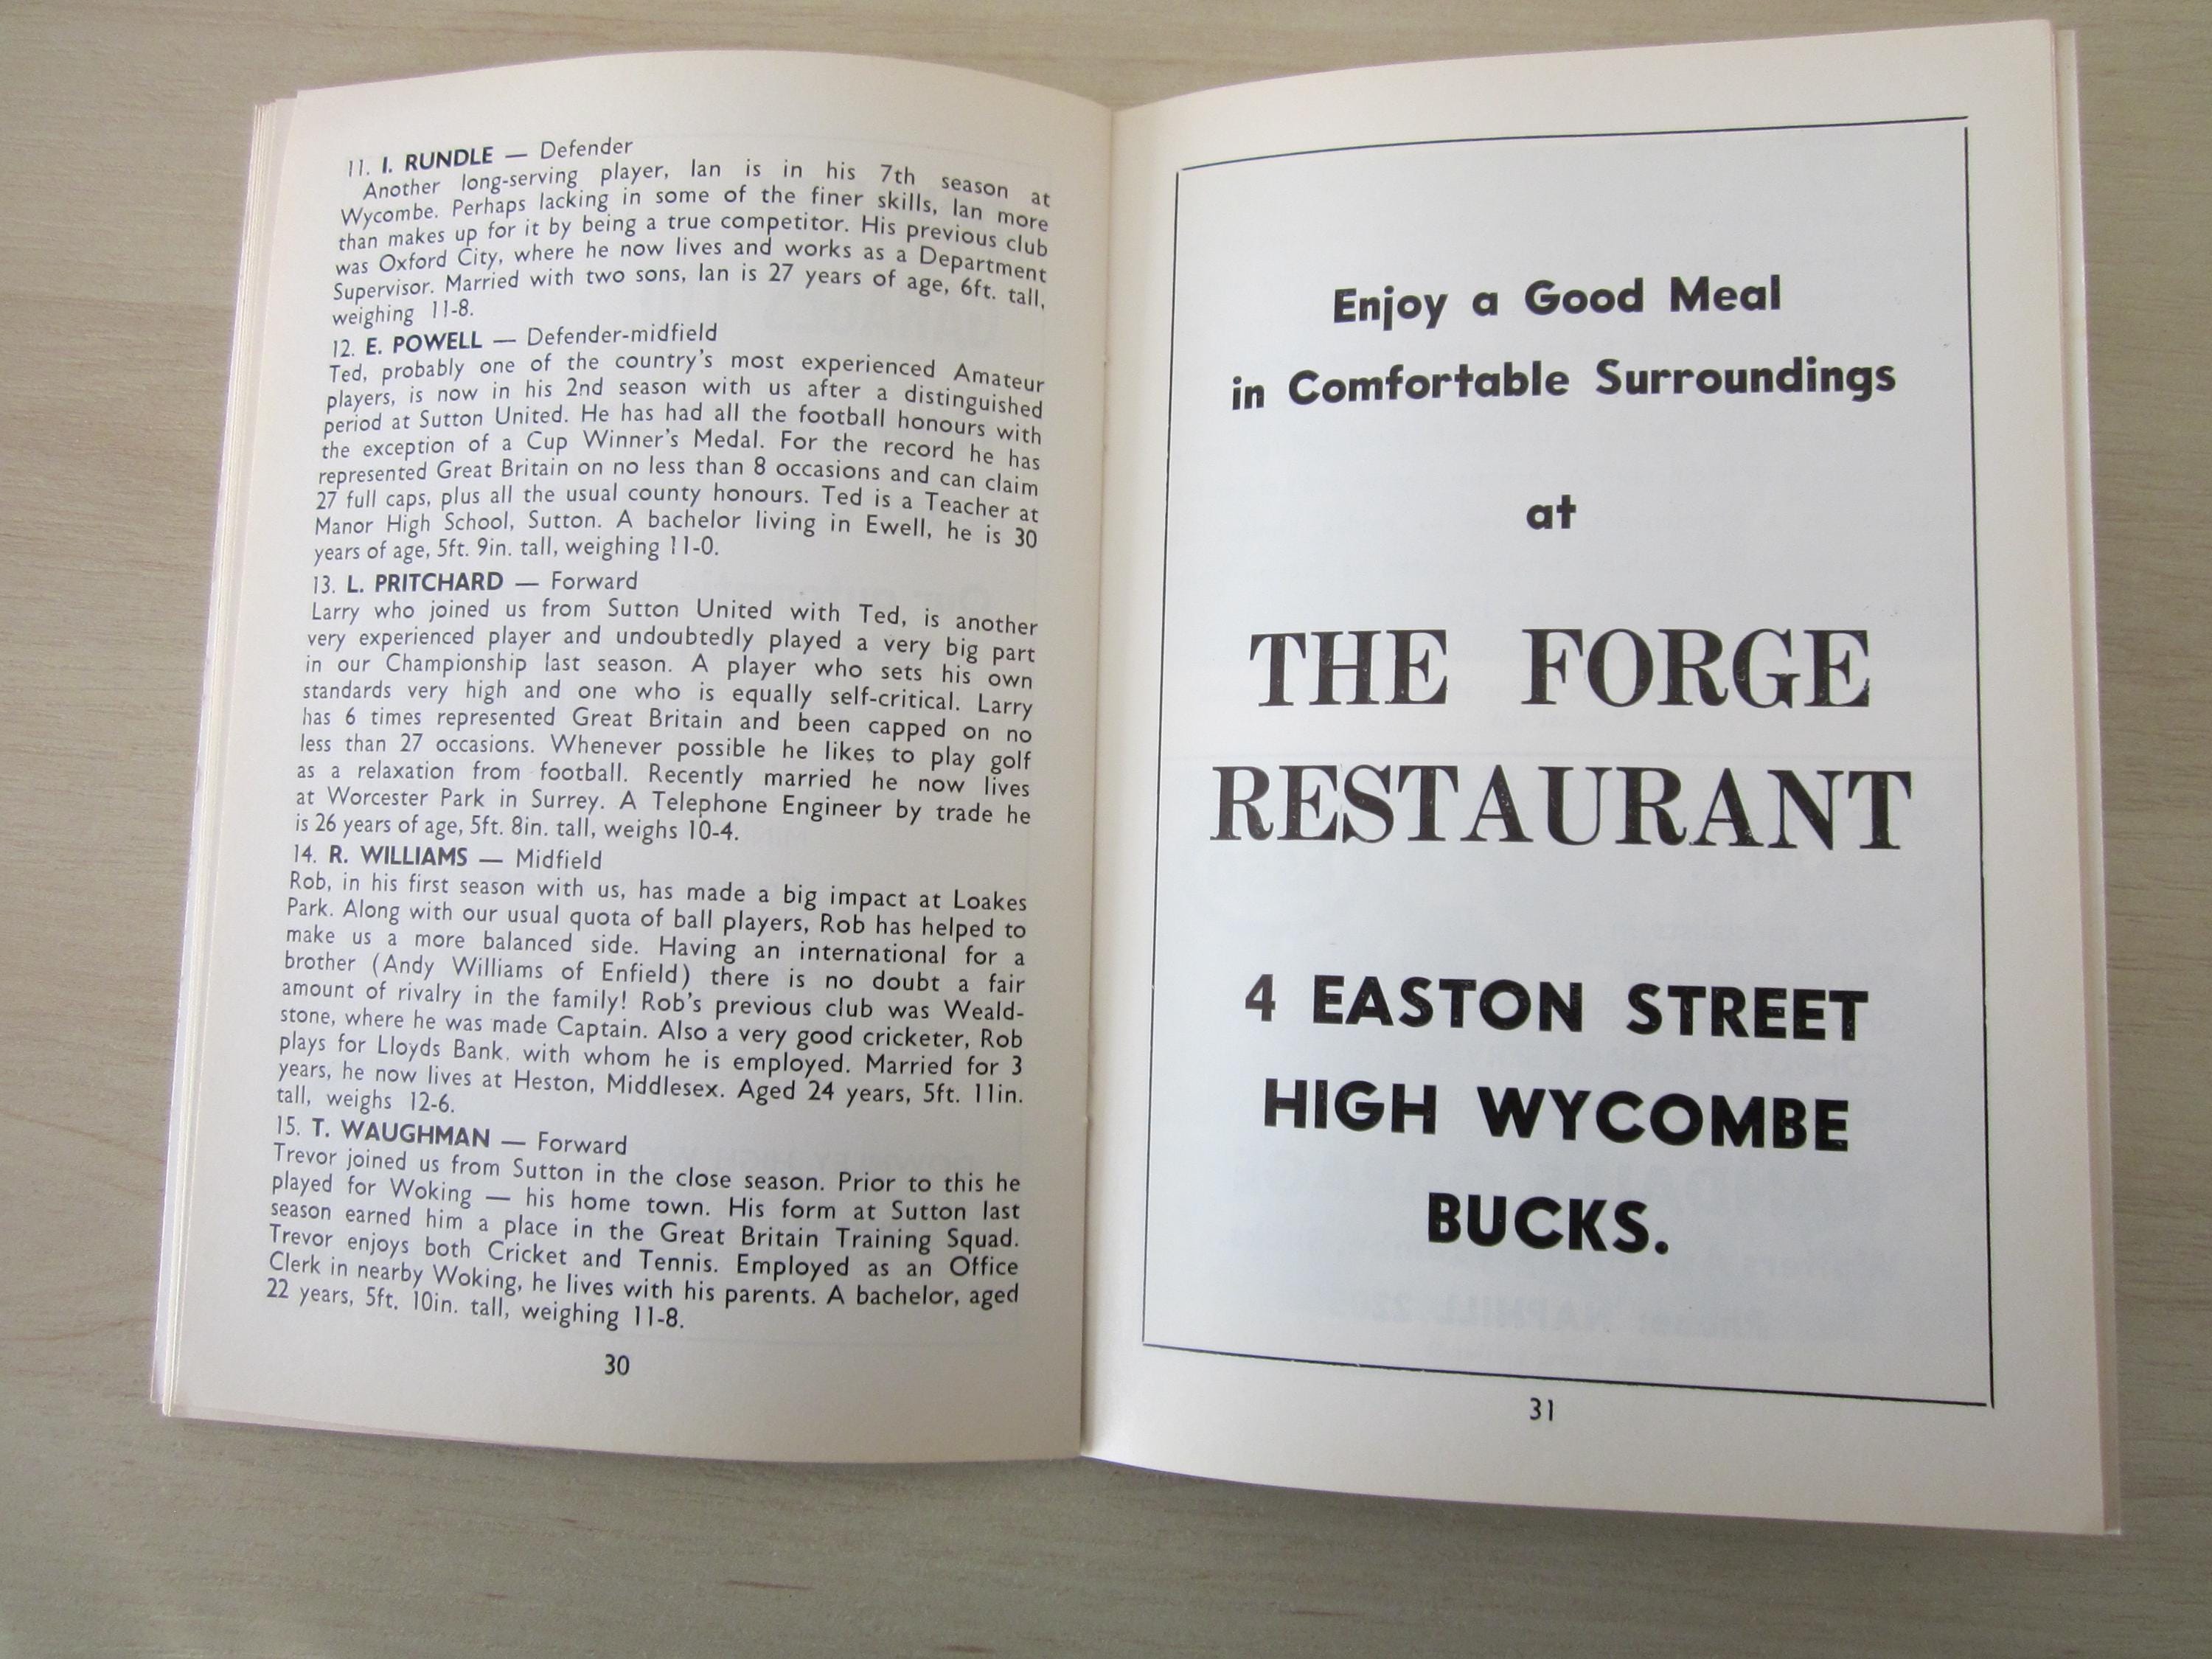 11. I. RUNDLE — Defender
Another long-serving player, Ian is in his 7th season at
Wycombe. Perhaps lacking in some of the finer skills, Ian more
than makes up for it by being a true competitor. His previous club
was Oxford City, where he now lives and works as a Department
Supervisor. Married with two sons, Ian is 27 years of age, 6ft. tall,
weighing 11-8.
12. E. POWELL — Defender-midfield
Ted, probably one of the country's most experienced Amateur
players, is now in his 2nd season with us after a distinguished
period at Sutton United. He has had all the football honours with
the exception of a Cup Winner's Medal. For the record he has
represented Great Britain on no less than 8 occasions and can claim
27 full caps, plus all the usual county honours. Ted is a Teacher at
Manor High School, Sutton. A bachelor living in Ewell, he is 30
years of age, 5ft. 9in. tall, weighing 11-0.
13. L. PRITCHARD — Forward
Larry who joined us from Sutton United with Ted, is another
very experienced player and undoubtedly played a very big part
in our Championship last season. A player who sets his own
standards very high and one who is equally self-critical. Larry
has 6 times represented Great Britain and been capped on no
less than 27 occasions. Whenever possible he likes to play golf
as a relaxation from football. Recently married he now lives
at Worcester Park in Surrey. A Telephone Engineer by trade he
is 26 years of age, 5ft. 8in. tall, weighs 10-4.
14. R. WILLIAMS — Midfield
Rob, in his first season with us, has made a big impact at Loakes
Park. Along with our usual quota of ball players, Rob has helped to
make us a more balanced side. Having an international for a
brother (Andy Williams of Enfield) there is no doubt a fair
amount of rivalry in the family! Rob's previous club was Weald-
stone, where he was made Captain. Also a very good cricketer, Rob
plays for Lloyds Bank. with whom he is employed. Married for 3
years, he now lives at Heston, Middlesex. Aged 24 years, 5ft. 11in.
tall, weighs 12-6.
15. T. WAUGHMAN — Forward
Trevor joined us from Sutton in the close season. Prior to this he
played for Woking — his home town. His form at Sutton last
season earned him a place in the Great Britain Training Squad.
Trevor enjoys both Cricket and Tennis. Employed as an Office
Clerk in nearby Woking, he lives with his parents. A bachelor, aged
22 years, 5ft. 10in. tall, weighing 11-8.
30
Enjoy a Good Meal
in Comfortable Surroundings
at
THE FORGE
RESTAURANT
4 EASTON STREET
HIGH WYCOMBE
BUCKS.
31